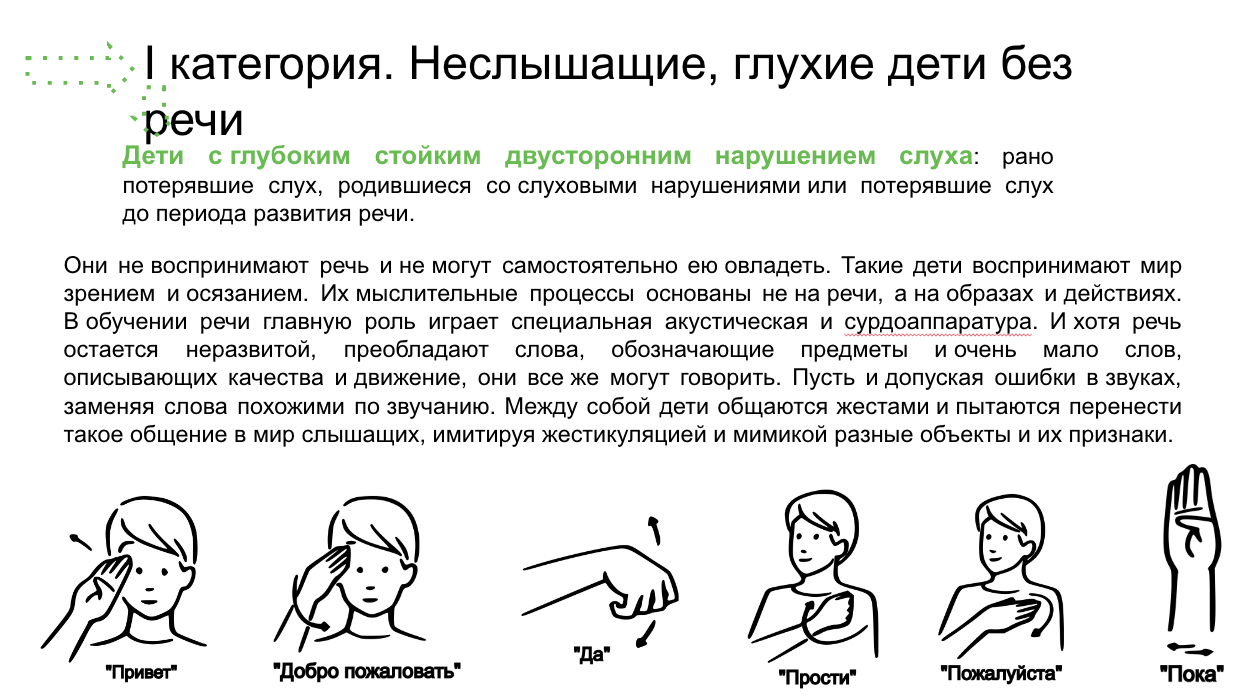 I категория. Неслышащие, глухие дети без
речи
Дети с глубоким стойким двусторонним нарушением слуха: рано
потерявшие слух, родившиеся со слуховыми нарушениями или потерявшие слух
до периода развития речи.
Они не воспринимают речь и не могут самостоятельно ею овладеть. Такие дети воспринимают мир
зрением и осязанием. Их мыслительные процессы основаны не на речи, а на образах и действиях.
В обучении речи главную роль играет специальная акустическая и сурдоаппаратура. И хотя речь
остается неразвитой, преобладают слова, обозначающие предметы и очень мало слов,
описывающих качества и движение, они все же могут говорить. Пусть и допуская ошибки в звуках,
заменяя слова похожими по звучанию. Между собой дети общаются жестами и пытаются перенести
такое общение в мир слышащих, имитируя жестикуляцией и мимикой разные объекты и их признаки.
"Привет"
"Добро пожаловать"
"Да"
"Прости"
"Пожалуйста"
"Пока"